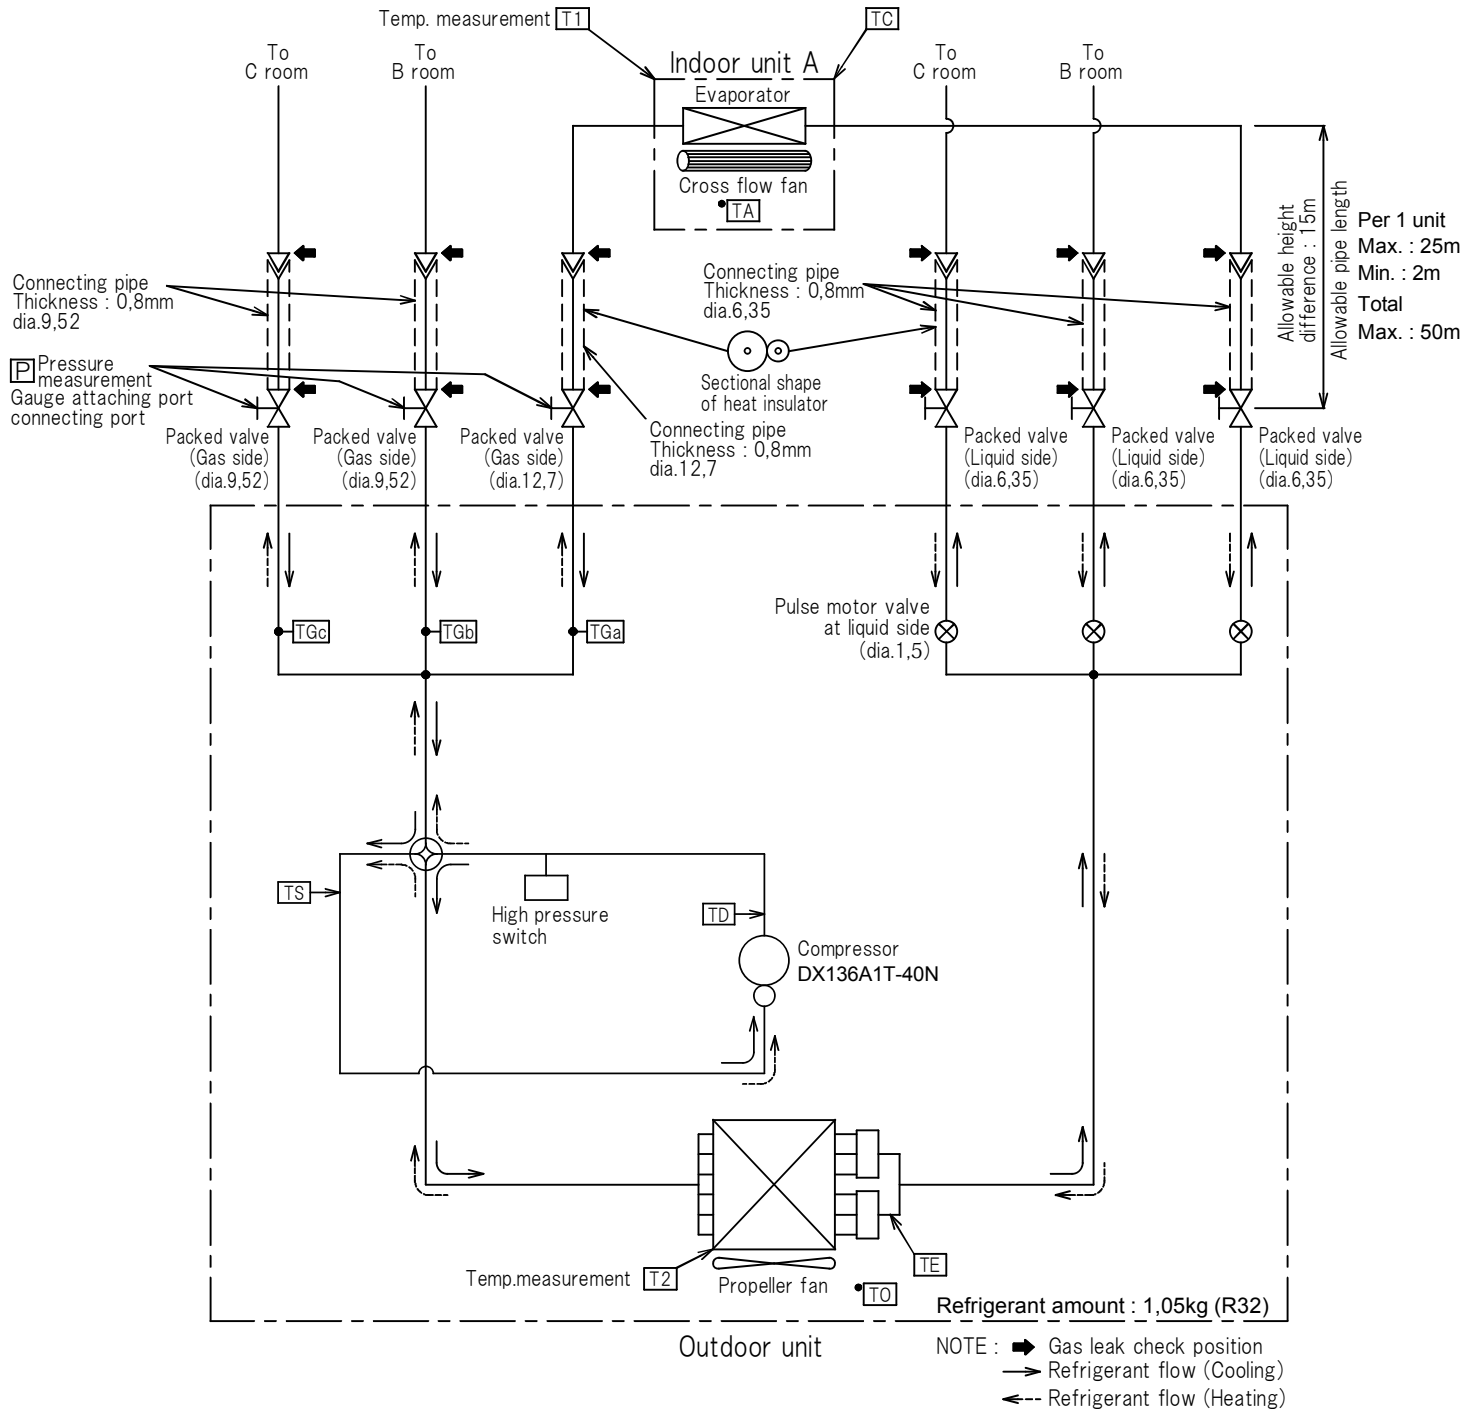 Temp. measurement T1
TC
To
C room
To
B room
Indoor unit A
To
C room
To
B room
Evaporator
Cross flow fan
TA
Allowable height
difference : 15m
Allowable pipe length
Per 1 unit
Max. : 25m
Min. : 2m
Total
Max. : 50m
Connecting pipe
Thickness : 0,8mm
dia.9,52
Connecting pipe
Thickness : 0,8mm
dia.6,35
P Pressure
measurement
Gauge attaching port
connecting port
Sectional shape
of heat insulator
Connecting pipe
Thickness : 0,8mm
dia.12,7
Packed valve
(Gas side)
(dia.9,52)
Packed valve
(Gas side)
(dia.9,52)
Packed valve
(Gas side)
(dia.12,7)
Packed valve
(Liquid side)
(dia.6,35)
Packed valve
(Liquid side)
(dia.6,35)
Packed valve
(Liquid side)
(dia.6,35)
TGc
TGb
TGa
Pulse motor valve
at liquid side
(dia.1,5)
TS
High pressure
switch
TD
Compressor
DX136A1T-40N
Temp.measurement T2
Propeller fan
TO
TE
Refrigerant amount : 1,05kg (R32)
Outdoor unit
NOTE : Gas leak check position
Refrigerant flow (Cooling)
Refrigerant flow (Heating)